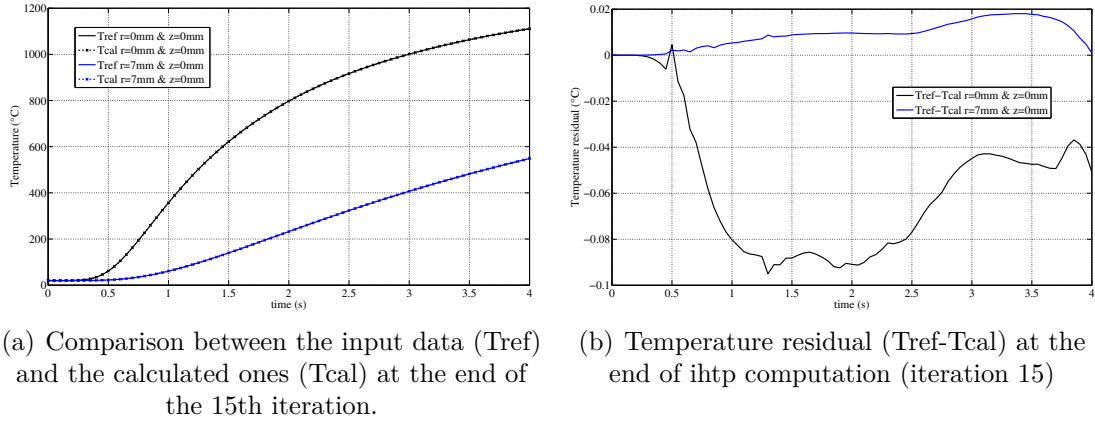 1200
1000
800
600
400
200
0
Temperature (°C)
Tref r=0mm & z=0mm
Tcal r=0mm & z=0mm
Tref r=7mm & z=0mm
Tcal r=7mm & z=0mm
0 0.5 1 1.5 2 2.5 3 3.5 4
time (s)
0.02
0
−0.02
−0.04
−0.06
−0.08
−0.1
Temperature residual (°C)
Tref−Tcal r=0mm & z=0mm
Tref−Tcal r=7mm & z=0mm
0 0.5 1 1.5 2 2.5 3 3.5 4
time (s)
(a) Comparison between the input data (Tref)
and the calculated ones (Tcal) at the end of
the 15th iteration.
(b) Temperature residual (Tref-Tcal) at the
end of ihtp computation (iteration 15)